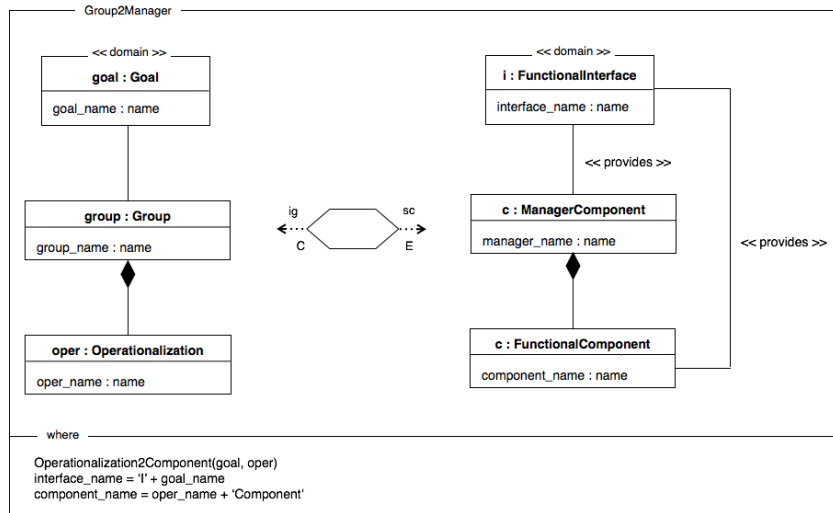 Group2Manager
<< domain >>
goal : Goal
goal_name : name
group : Group
group_name : name
oper : Operationalization
oper_name : name
ig
sc
C
E
<< domain >>
i : FunctionalInterface
interface_name : name
<< provides >>
c : ManagerComponent
manager_name : name
<< provides >>
c : FunctionalComponent
component_name : name
where
Operationalization2Component(goal, oper)
interface_name = 'I' + goal_name
component_name = oper_name + ‘Component’